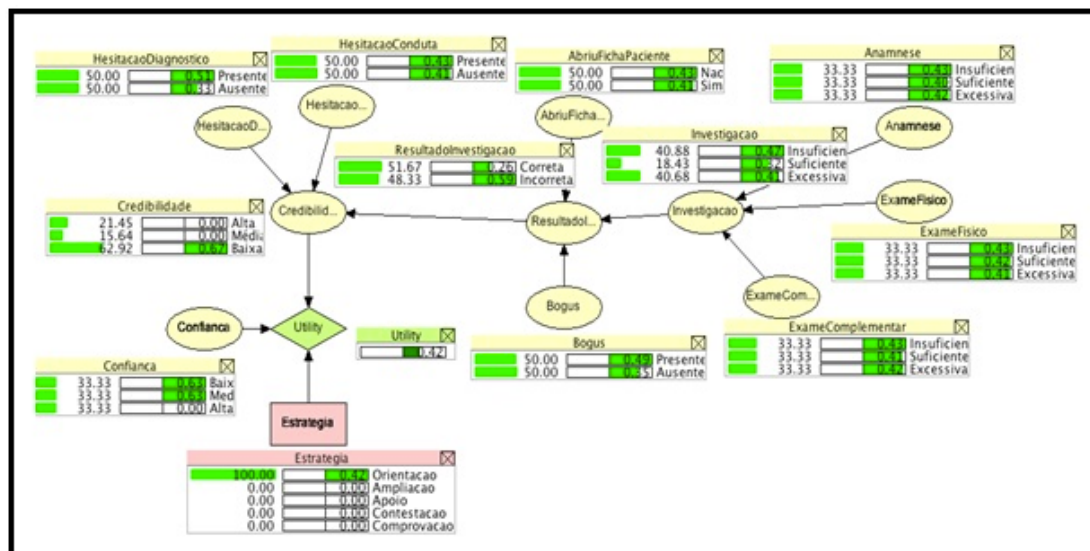 HesitacaoDiagnostico
50.00 0.51 Presente
50.00 0.33 Ausente
HesitacaoConduta
50.00 0.43 Presente
50.00 0.41 Ausente
AbriuFichaPaciente
50.00 0.43 Nao
50.00 0.41 Sim
Anamnese
33.33 0.43 Insuficien
33.33 0.40 Suficiente
33.33 0.42 Excessiva
HesitacaoD...
Hesitacao...
AbriuFicha...
Anamnese
ResultadoInvestigacao
51.67 0.26 Correta
48.33 0.59 Incorreta
Investigacao
40.88 0.47 Insuficien
18.43 0.32 Suficiente
40.68 0.41 Excessiva
Credibilidade
21.45 0.00 Alta
15.64 0.00 Média
62.92 0.67 Baixa
Credibilid...
ResultadoI...
Investigacao
ExameFisico
ExameFisico
33.33 0.43 Insuficien
33.33 0.42 Suficiente
33.33 0.41 Excessiva
Bogus
ExameCom...
Confianca
Utility
Utility
0.42
Bogus
50.00 0.49 Presente
50.00 0.35 Ausente
ExameComplementar
33.33 0.43 Insuficien
33.33 0.41 Suficiente
33.33 0.42 Excessiva
Confianca
33.33 0.63 Baix
33.33 0.63 Med
33.33 0.00 Alta
Estrategia
Estrategia
100.00 0.42 Orientacao
0.00 0.00 Ampliacao
0.00 0.00 Apoio
0.00 0.00 Contestacao
0.00 0.00 Comprovacao